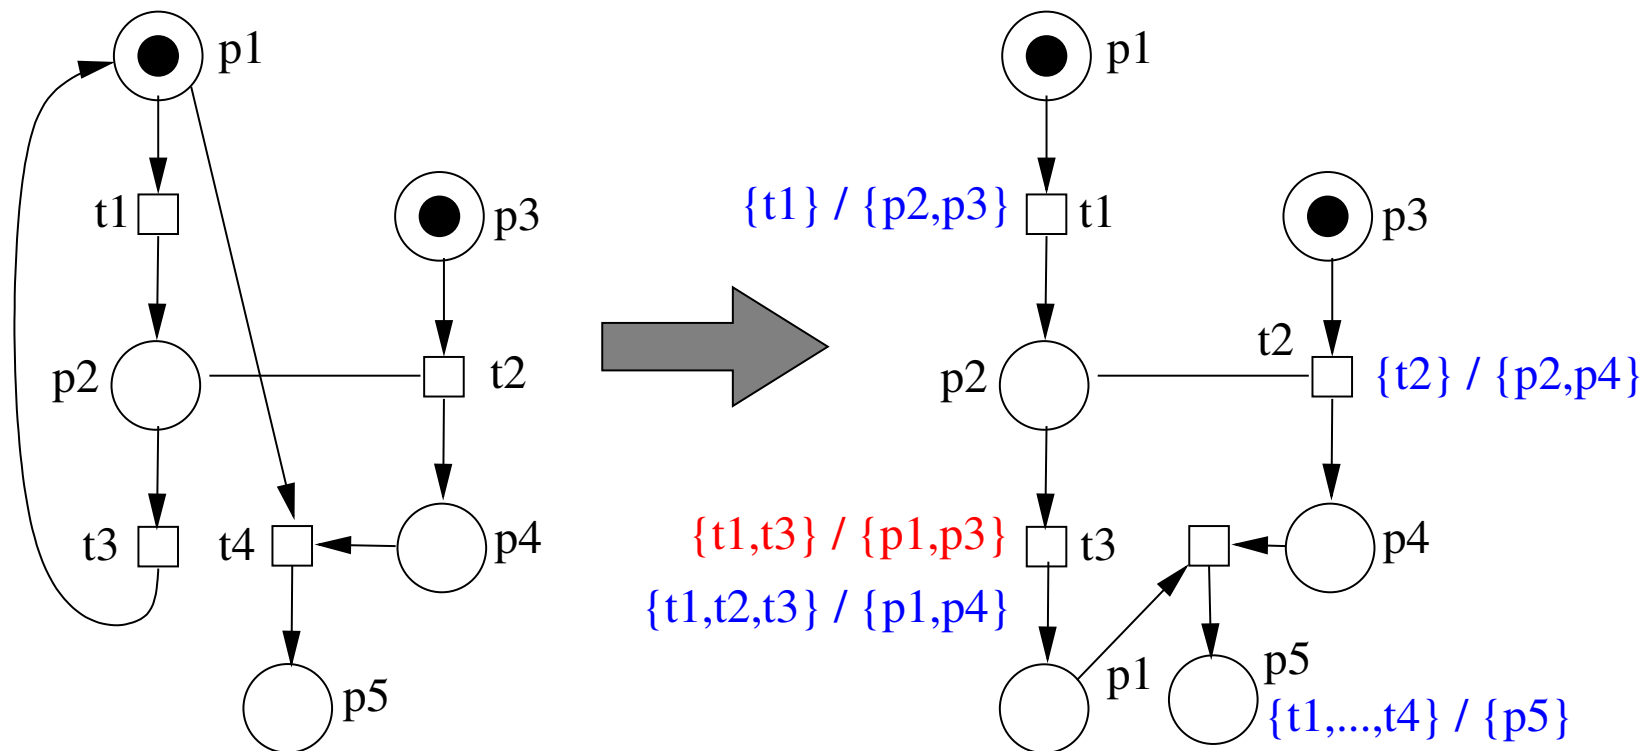 p1
t1
p3
p2
t2
t3
t4
p4
p5
p1
{t1} / {p2,p3}
t1
p3
t2
p2
{t2} / {p2,p4}
{t1,t3} / {p1,p3}
t3
p4
{t1,t2,t3} / {p1,p4}
p1
p5
{t1,...,t4} / {p5}